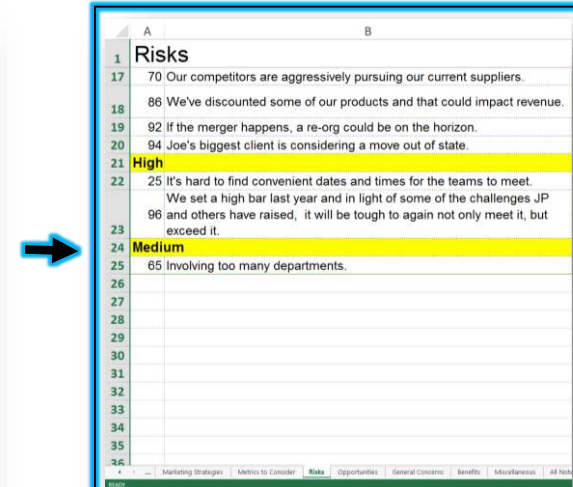 A B
1 Risks
17 70 Our competitors are aggressively pursuing our current suppliers.
18 86 We've discounted some of our products and that could impact revenue.
19 92 If the merger happens, a re-org could be on the horizon.
20 94 Joe's biggest client is considering a move out of state.
21 High
22 25 It's hard to find convenient dates and times for the teams to meet.
We set a high bar last year and in light of some of the challenges JP
96 and others have raised, it will be tough to again not only meet it, but
23 exceed it.
24 Medium
25 65 Involving too many departments.
26
27
28
29
30
31
32
33
34
35
36
... Marketing Strategies Metrics to Consider Risks Opportunities General Concerns Benefits Miscellaneous All Note
READY